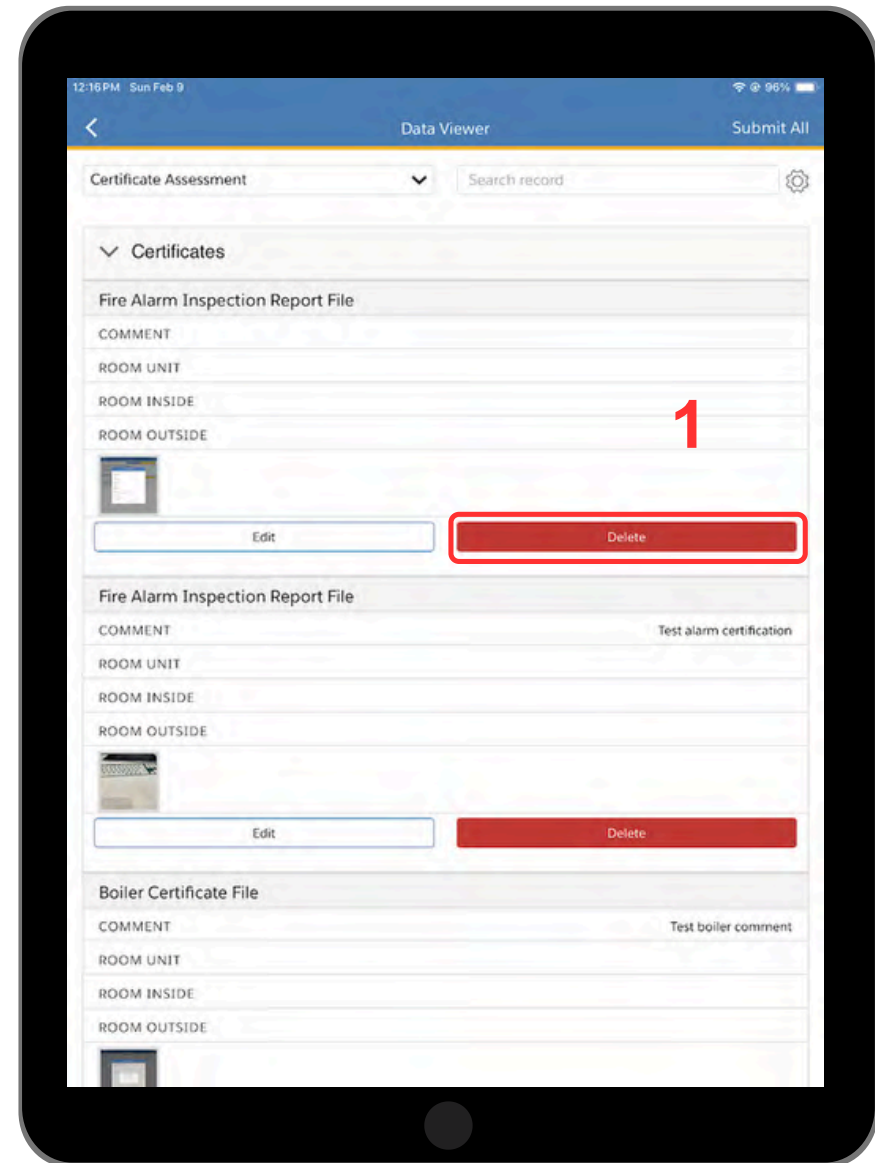 12:16 PM Sun Feb 9 96%
Data Viewer Submit All
Certificate Assessment Search record
Certificates
Fire Alarm Inspection Report File
COMMENT
ROOM UNIT
ROOM INSIDE
ROOM OUTSIDE
1
Edit Delete
Fire Alarm Inspection Report File
COMMENT Test alarm certification
ROOM UNIT
ROOM INSIDE
ROOM OUTSIDE
Edit Delete
Boiler Certificate File
COMMENT Test boiler comment
ROOM UNIT
ROOM INSIDE
ROOM OUTSIDE